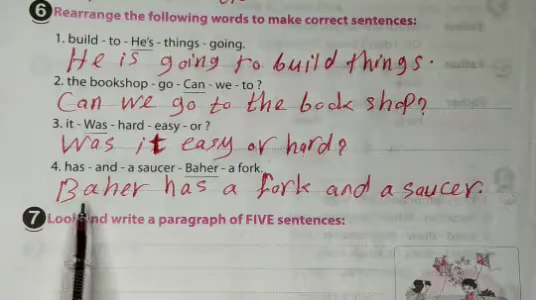 6 Rearrange the following words to make correct sentences:
1. build - to - He's - things - going.
He is going to build things.
2. the bookshop - go - Can - we - to ?
Can we go to the book shop?
3. it - Was - hard - easy - or ?
Was it easy or hard?
4. has - and - a saucer - Baher - a fork.
Baher has a fork and a saucer.
7 Look and write a paragraph of FIVE sentences: